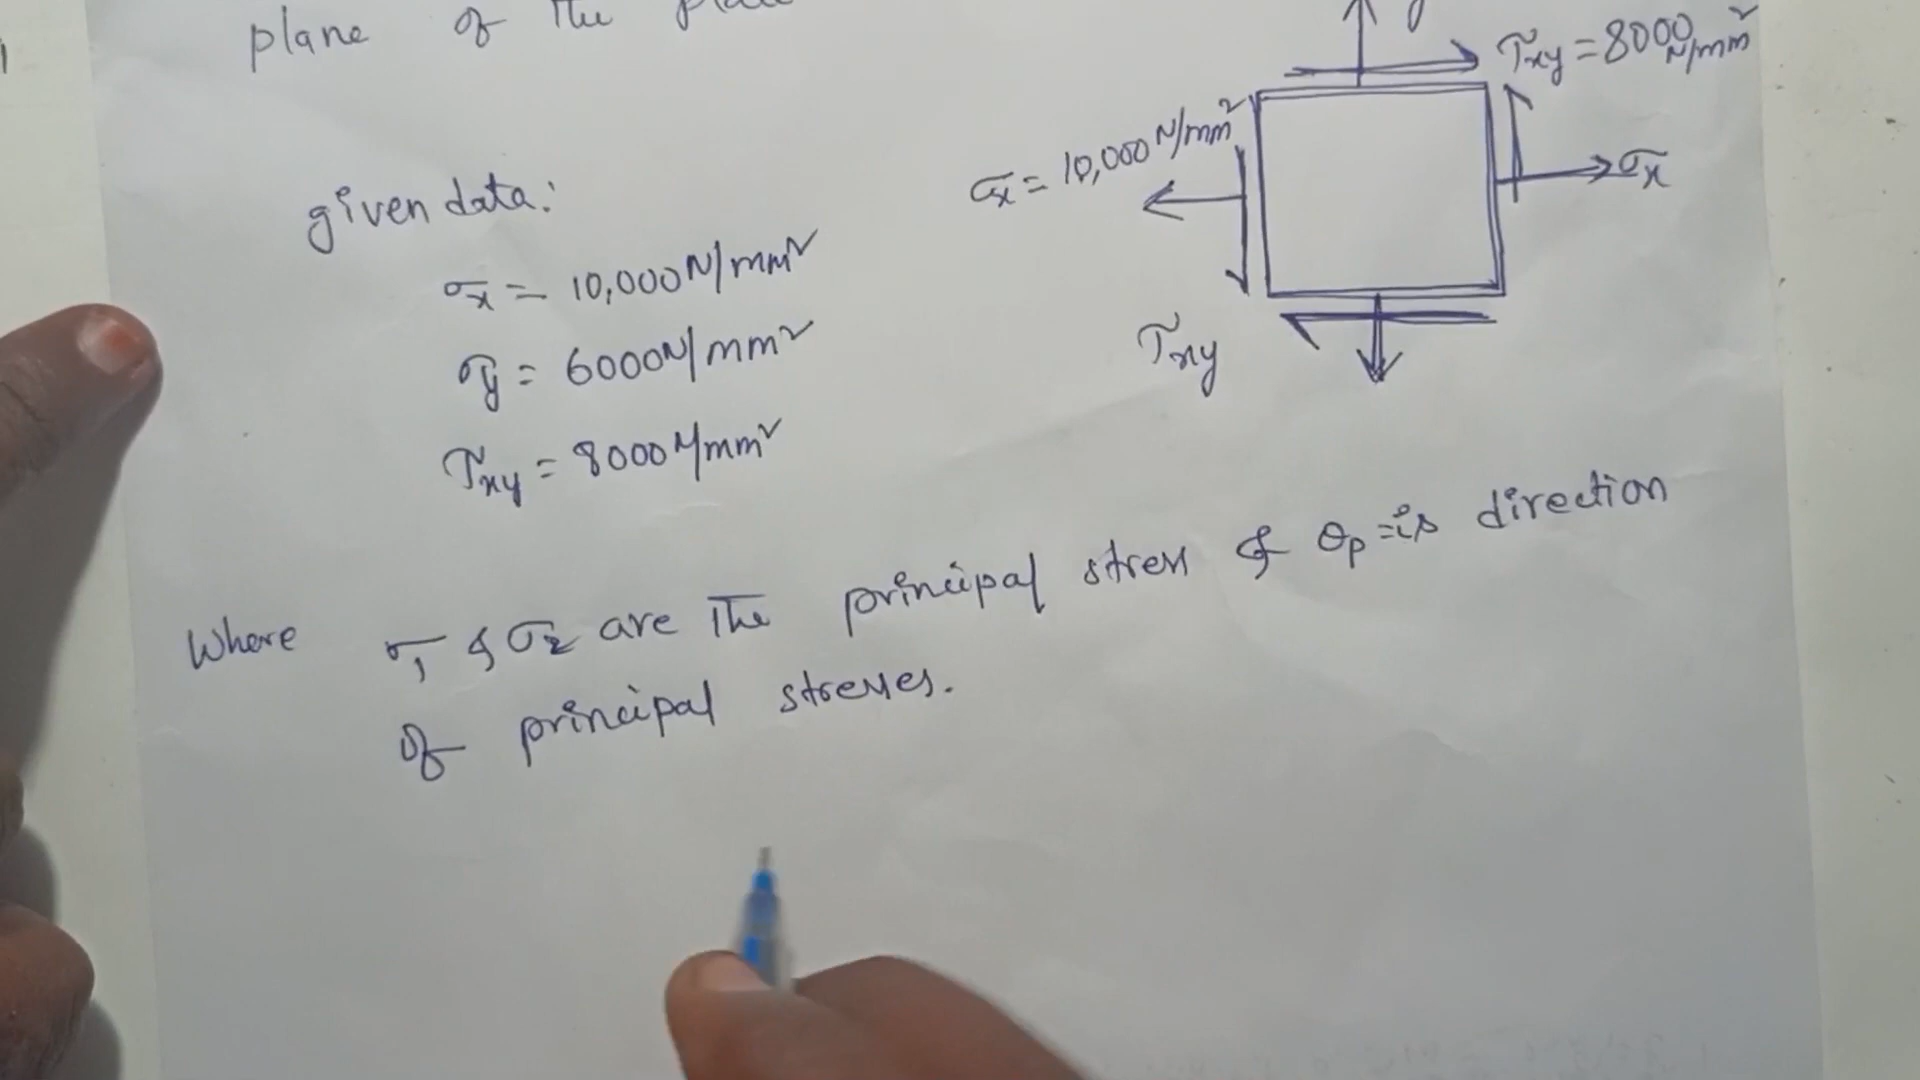 plane of the
y
τxy = 8000 N/mm²
σx = 10,000 N/mm²
σx
given data:
σx = 10,000 N/mm²
σy = 6000 N/mm²
τxy = 8000 N/mm²
τxy
Where σ1 & σ2 are the principal stress & θp = is direction
of principal stresses.